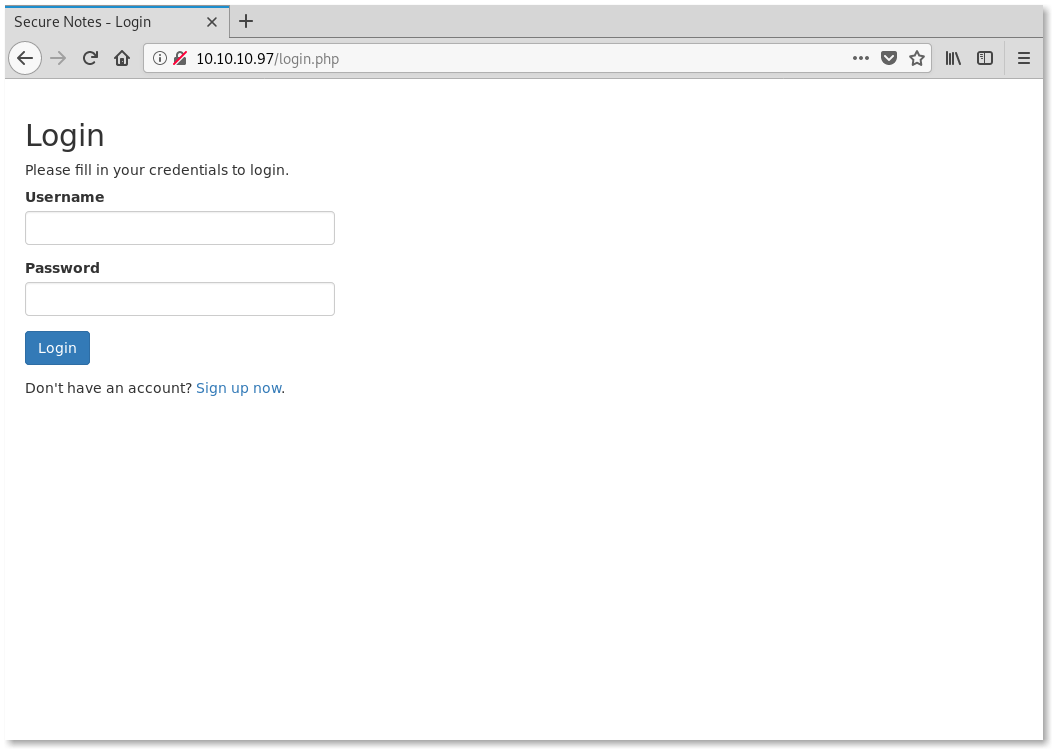 Secure Notes - Login
10.10.10.97/login.php
Login
Please fill in your credentials to login.
Username
Password
Login
Don't have an account? Sign up now.